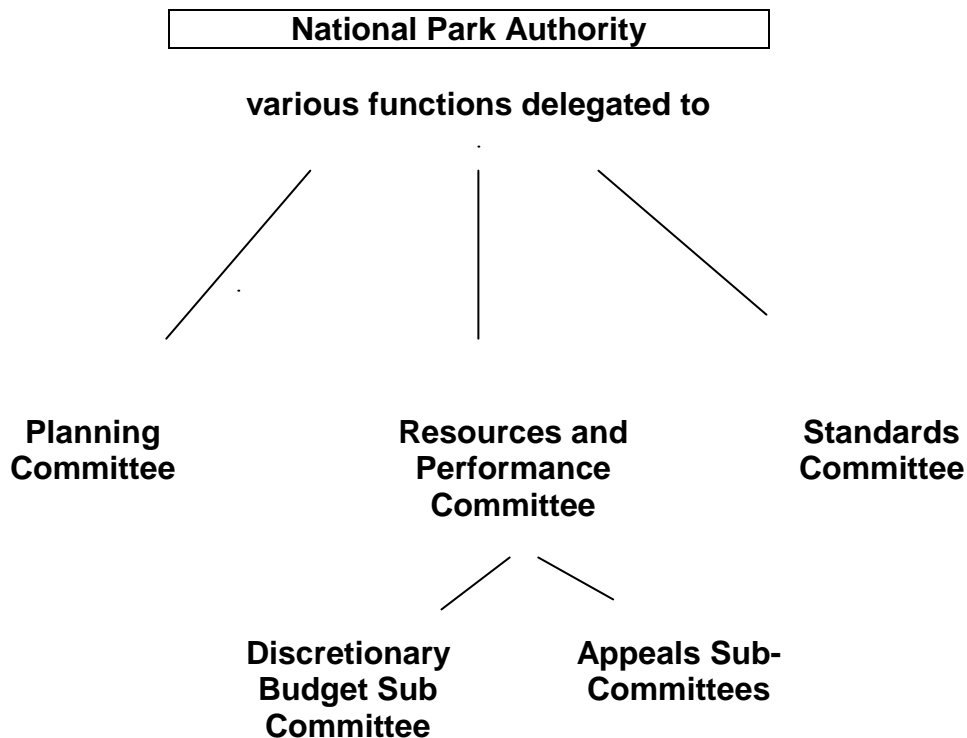 National Park Authority
various functions delegated to
Planning
Committee
Resources and
Performance
Committee
Standards
Committee
Discretionary
Budget Sub
Committee
Appeals Sub-
Committees